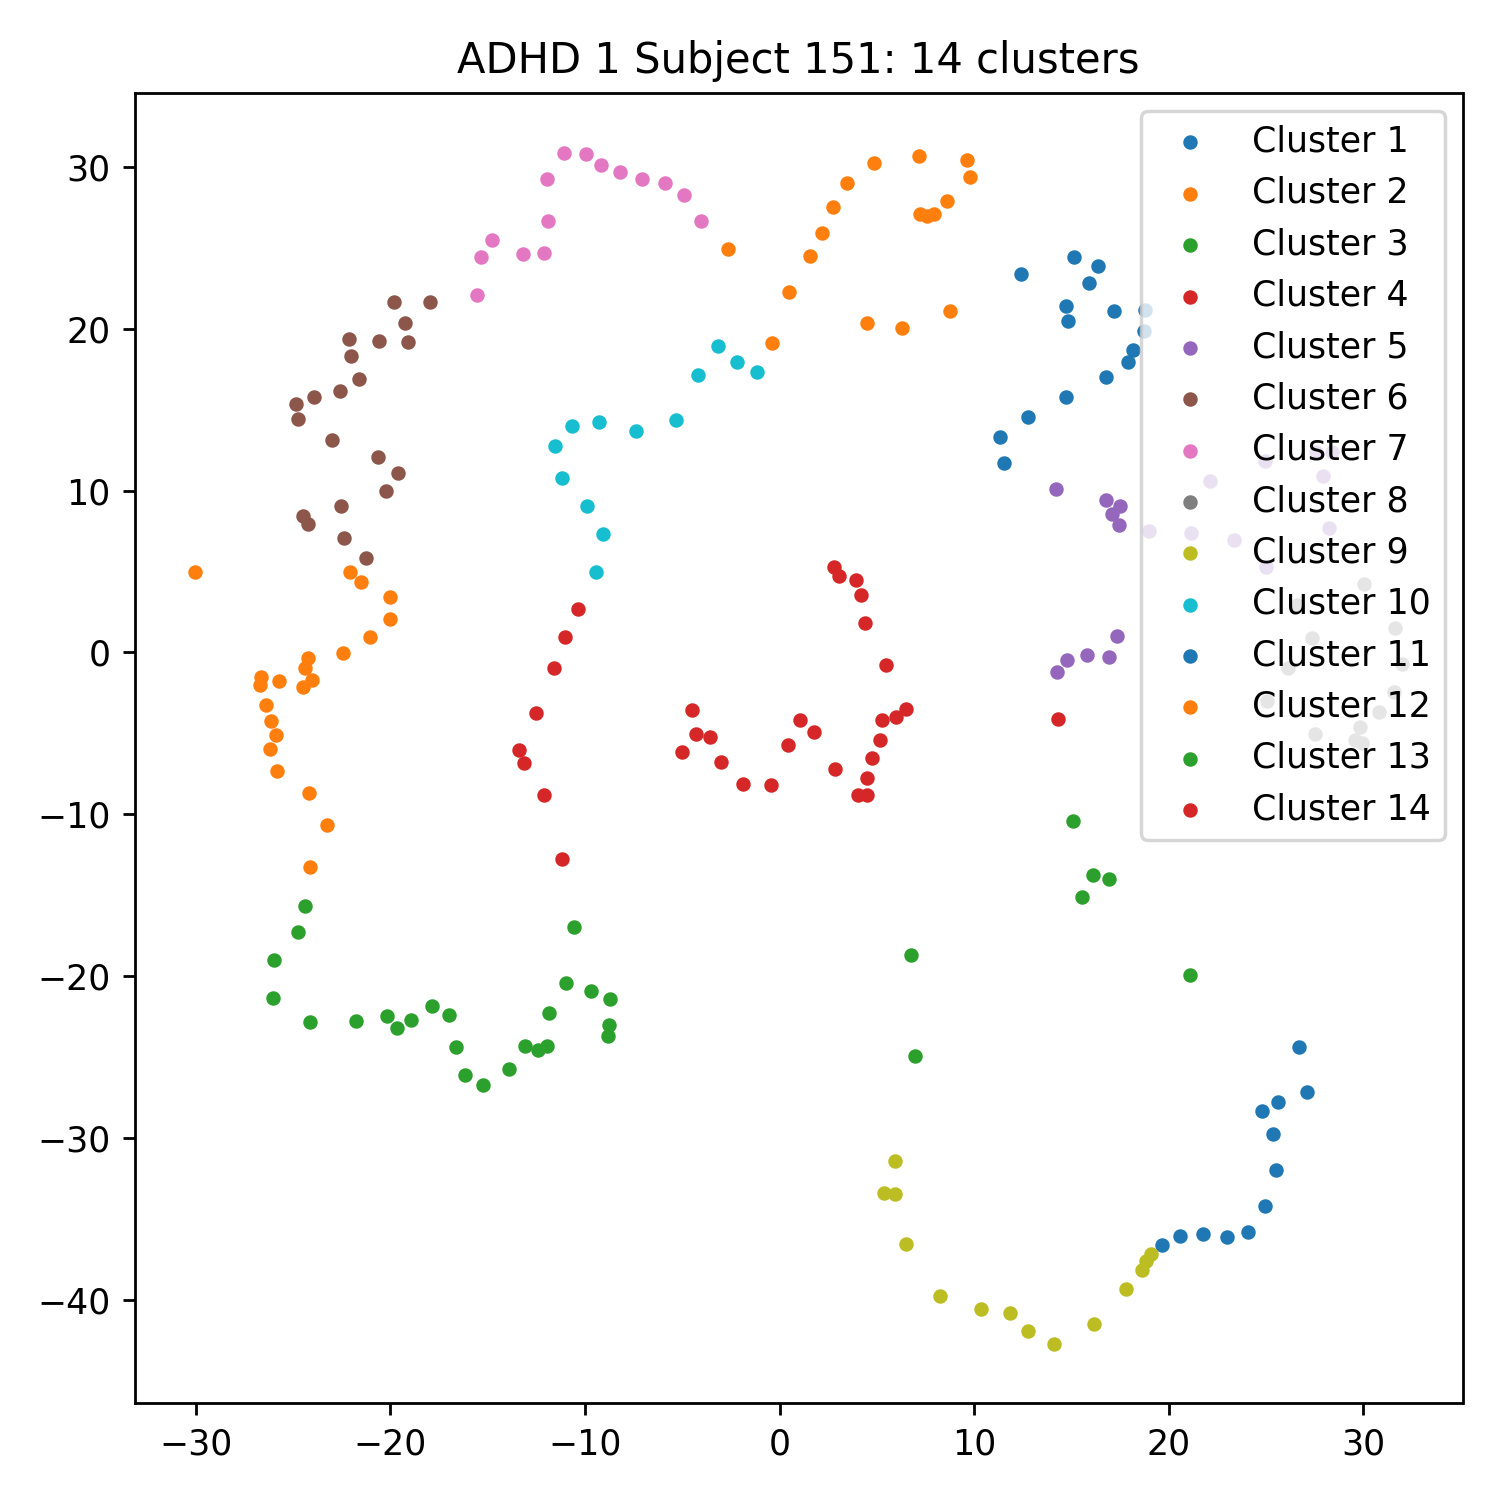 ADHD 1 Subject 151: 14 clusters
30
20
10
0
−10
−20
−30
−40
Cluster 1
Cluster 2
Cluster 3
Cluster 4
Cluster 5
Cluster 6
Cluster 7
Cluster 8
Cluster 9
Cluster 10
Cluster 11
Cluster 12
Cluster 13
Cluster 14
−30 −20 −10 0 10 20 30